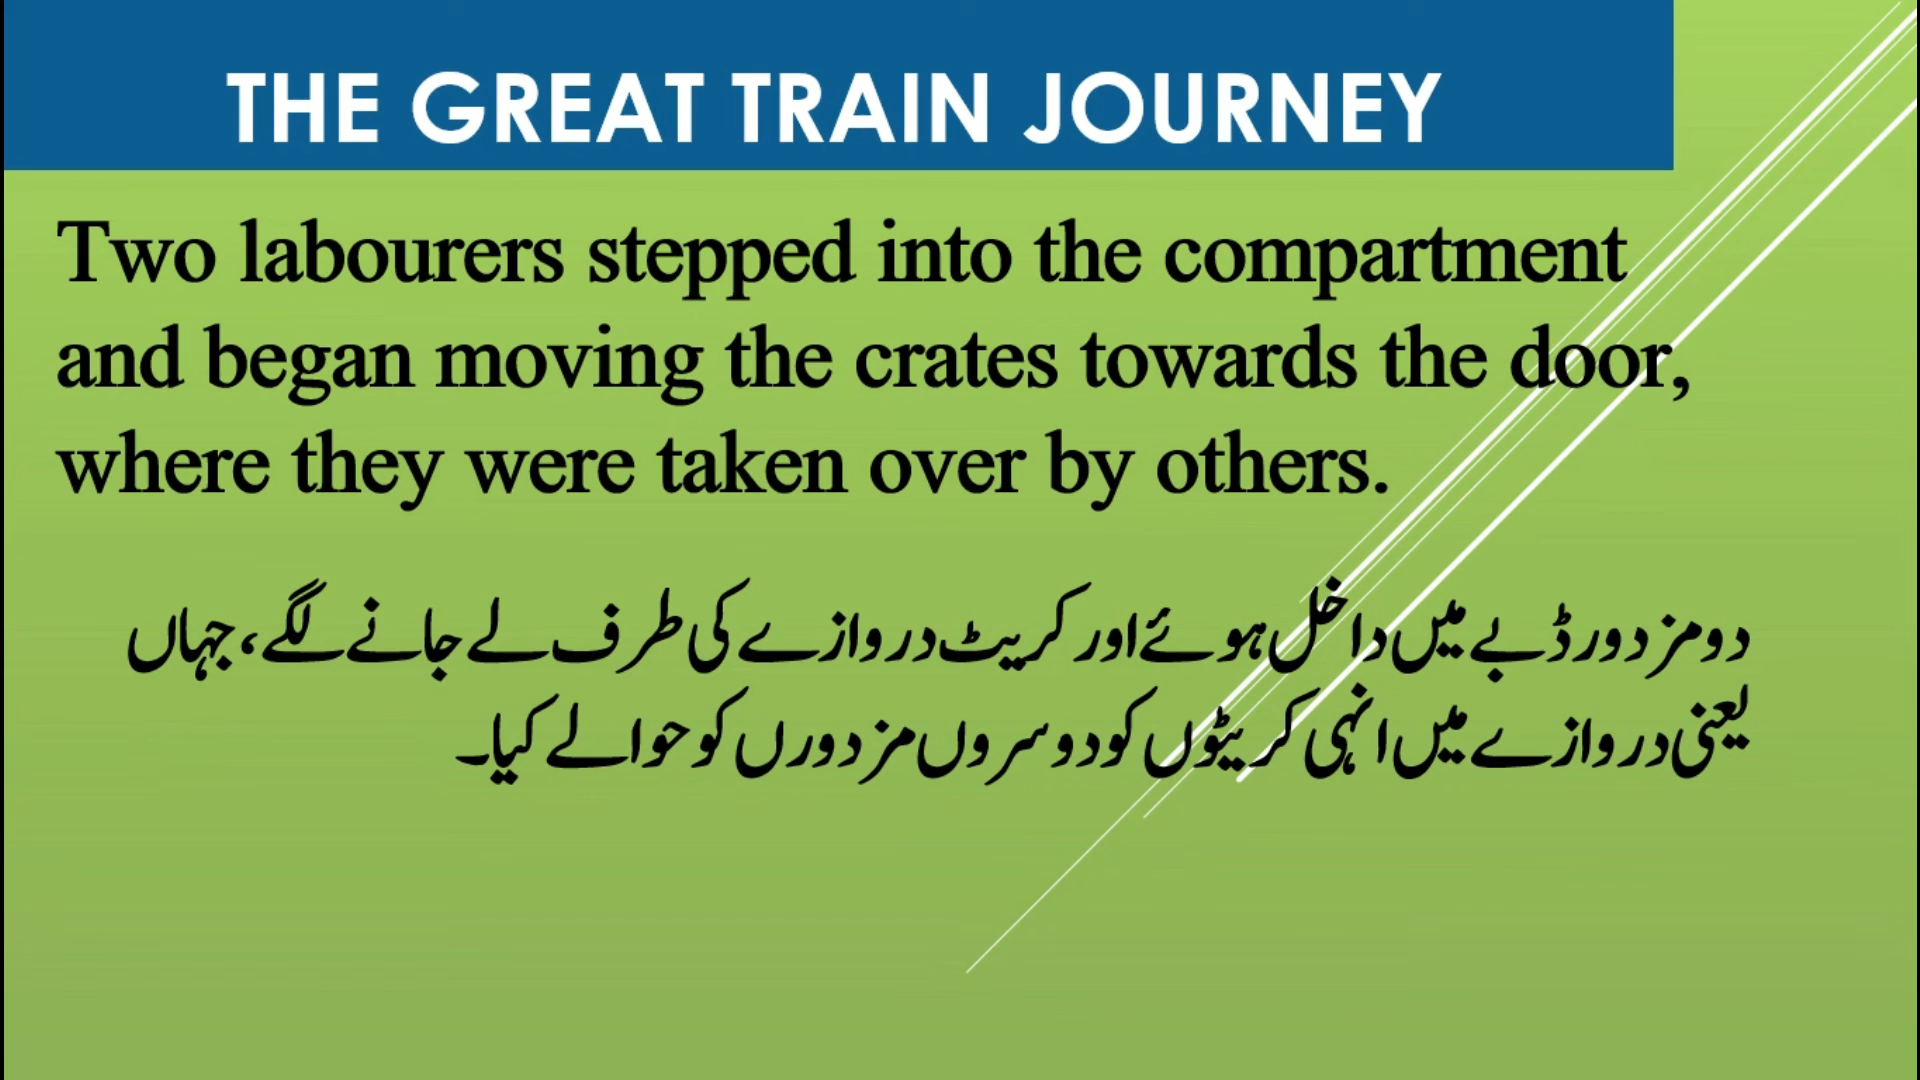 THE GREAT TRAIN JOURNEY
Two labourers stepped into the compartment
and began moving the crates towards the door,
where they were taken over by others.
دو مزدور ڈبے میں داخل ہوئے اور کریٹ دروازے کی طرف لے جانے لگے، جہاں
یعنی دروازے میں انہی کریٹوں کو دوسروں مزدورں کو حوالے کیا۔